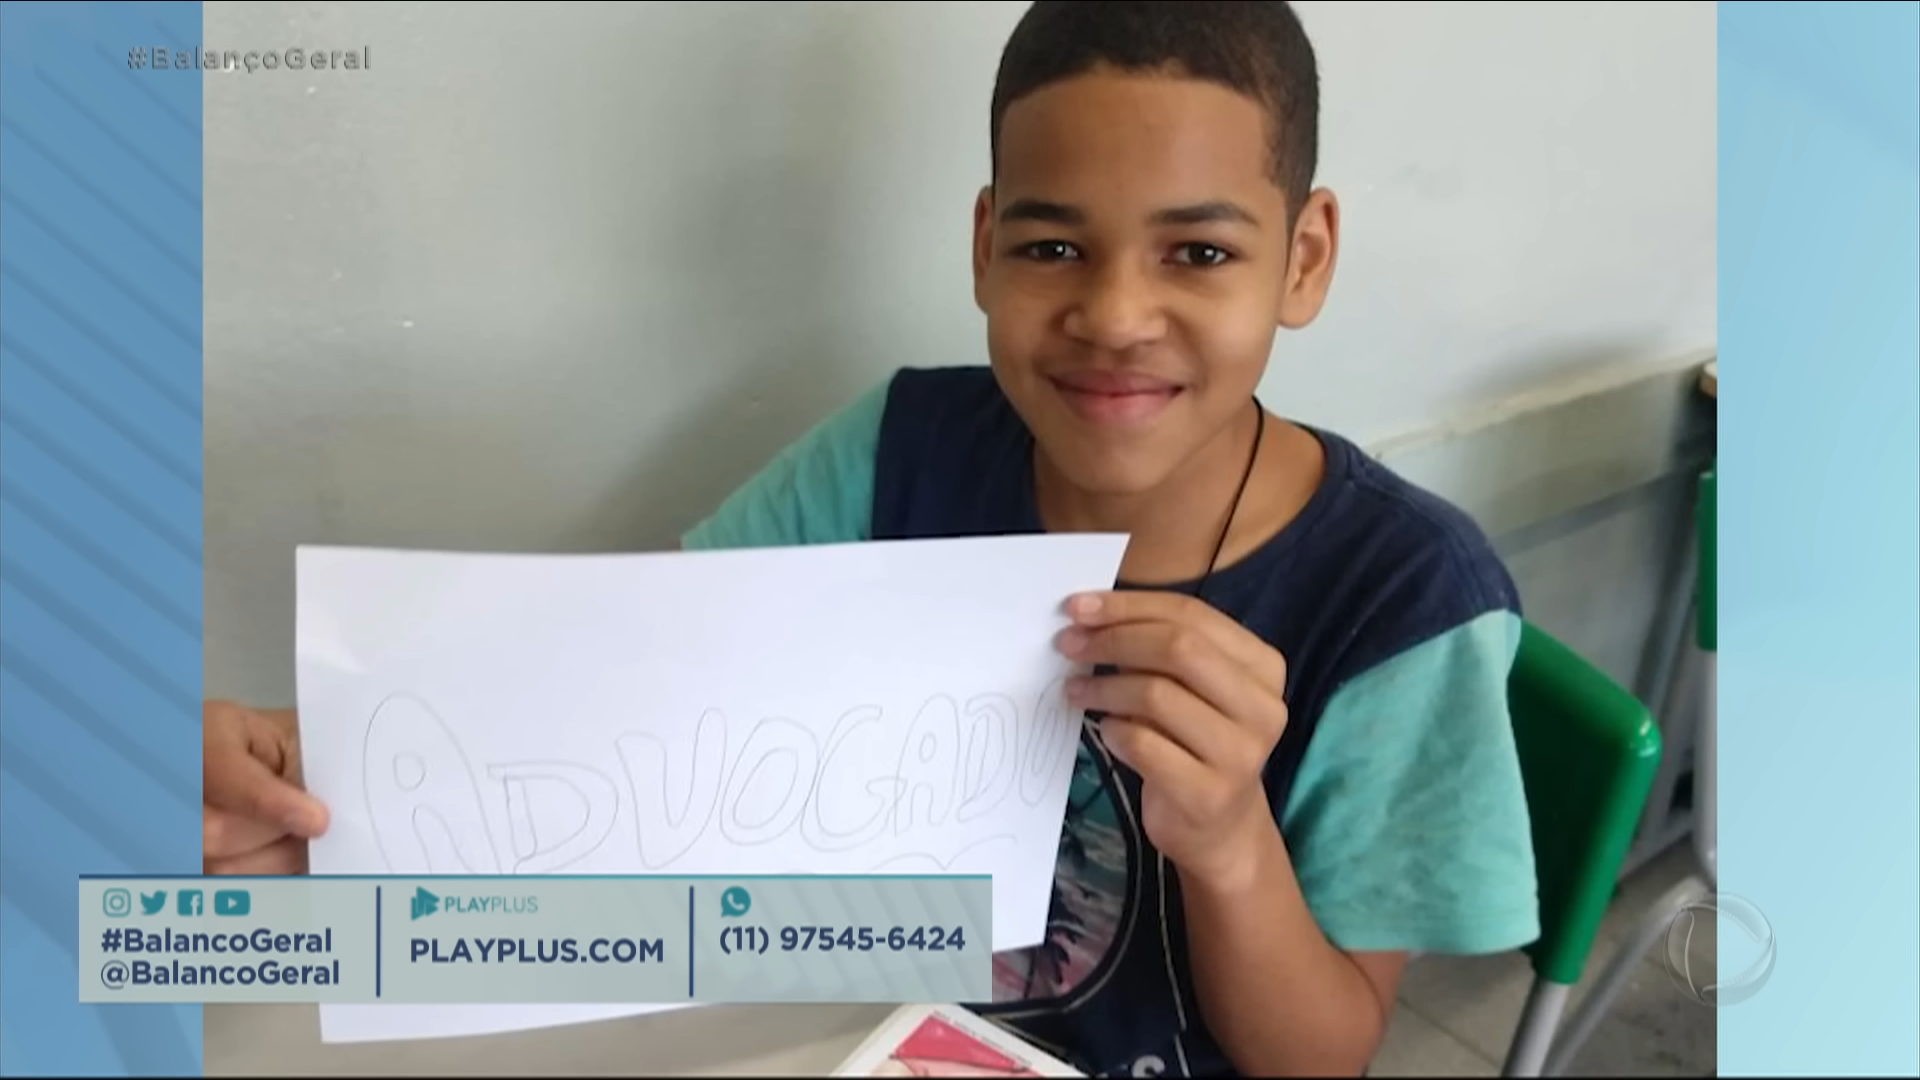 #BalançoGeral
ADVOGADO
#BalancoGeral
@BalancoGeral
PLAYPLUS
PLAYPLUS.COM
(11) 97545-6424